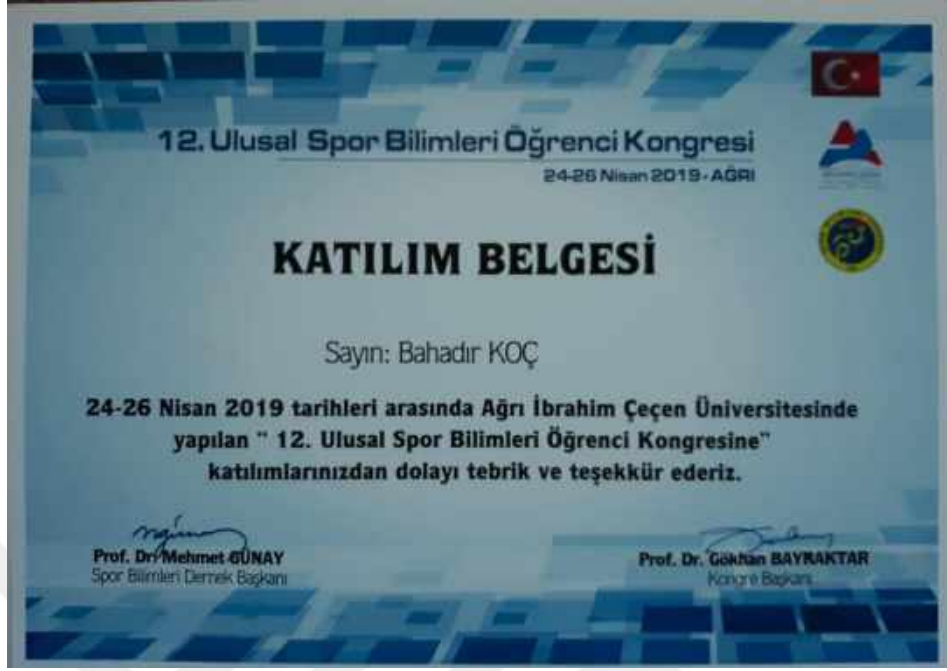 12. Ulusal Spor Bilimleri Öğrenci Kongresi
24-26 Nisan 2019 - AĞRI
KATILIM BELGESİ
Sayın: Bahadır KOÇ
24-26 Nisan 2019 tarihleri arasında Ağrı İbrahim Çeçen Üniversitesinde
yapılan " 12. Ulusal Spor Bilimleri Öğrenci Kongresine"
katılımlarınızdan dolayı tebrik ve teşekkür ederiz.
Prof. Dr. Mehmet GÜNAY
Spor Bilimleri Dernek Başkanı
Prof. Dr. Gökhan BAYRAKTAR
Kongre Başkanı